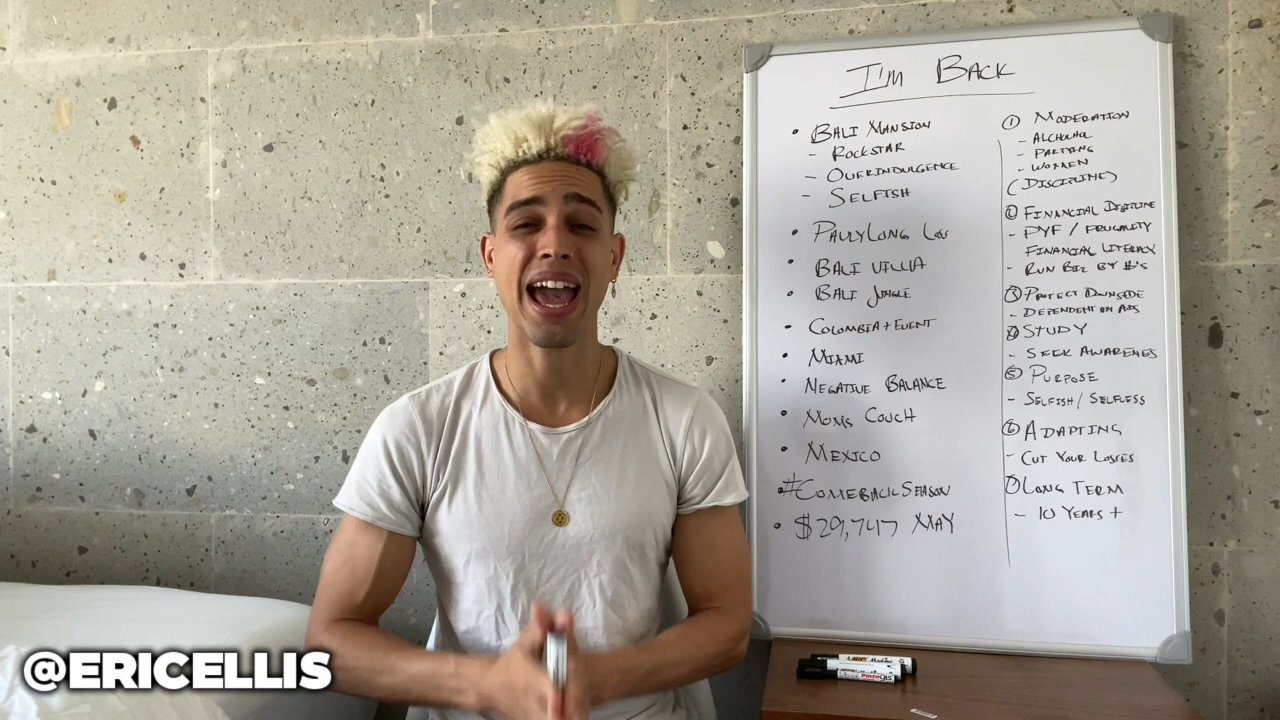 I'm BACK
• BALI MANSION
- ROCKSTAR
- OVERINDULGENCE
- SELFISH
• PAULYLONG LOSS
• BALI VILLA
• BALI JUNGLE
• COLOMBIA + EVENT
• MIAMI
• NEGATIVE BALANCE
• MOM'S COUCH
• MEXICO
• #COMEBACKSEASON
• $29,747 MAY
① MODERATION
- ALCHOHOL
- PARTYING
- WOMEN
(DISCIPLINE)
② FINANCIAL DISCIPLINE
- PYF / FRUGALITY
FINANCIAL LITERACY
- RUN BIZ BY #'S
③ PROTECT DOWNSIDE
- DEPENDENT ON ADS
④ STUDY
- SEEK AWARENESS
⑤ PURPOSE
- SELFISH / SELFLESS
⑥ ADAPTING
- CUT YOUR LOSSES
⑦ LONG TERM
- 10 YEARS +
@ERICELLIS